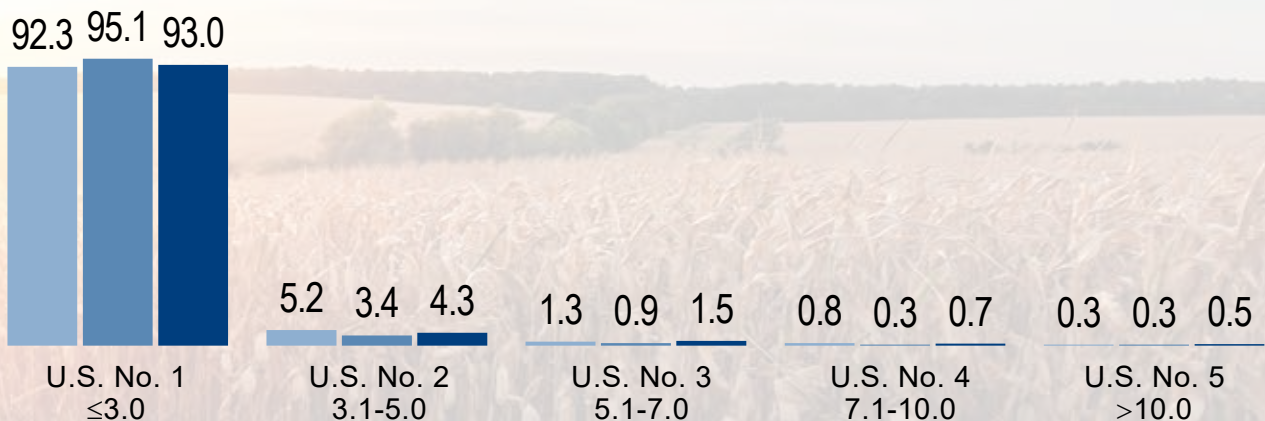 92.3 95.1 93.0
5.2 3.4 4.3
1.3 0.9 1.5
0.8 0.3 0.7
0.3 0.3 0.5
U.S. No. 1
≤3.0
U.S. No. 2
3.1-5.0
U.S. No. 3
5.1-7.0
U.S. No. 4
7.1-10.0
U.S. No. 5
>10.0